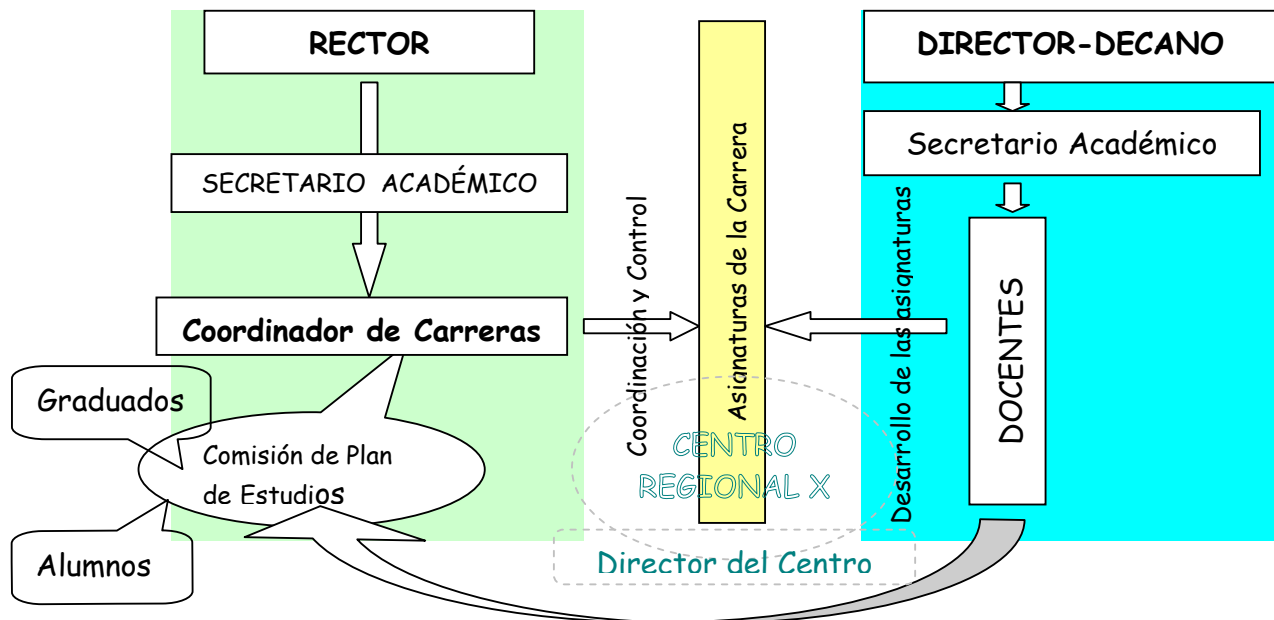 RECTOR
SECRETARIO ACADÉMICO
Coordinador de Carreras
Graduados
Comisión de Plan
de Estudios
Alumnos
Coordinación y Control
Asianaturas de la Carrera
CENTRO
REGIONAL X
Director del Centro
DIRECTOR-DECANO
Secretario Académico
Desarrollo de las asignaturas
DOCENTES